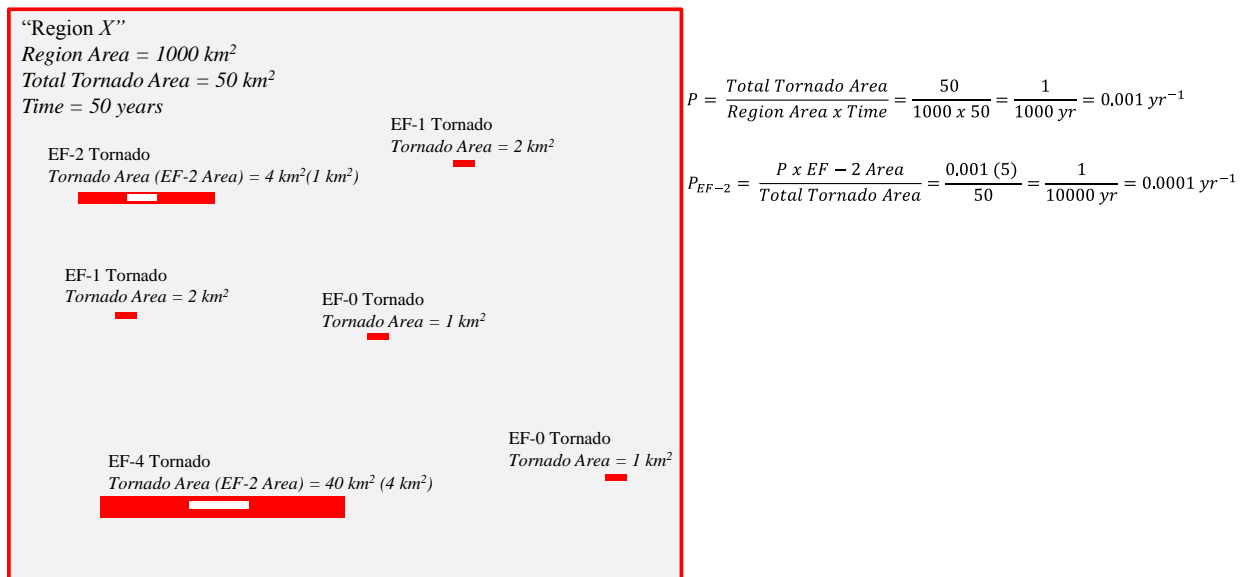 “Region X”
Region Area = 1000 km²
Total Tornado Area = 50 km²
Time = 50 years
EF-1 Tornado
Tornado Area = 2 km²
EF-2 Tornado
Tornado Area (EF-2 Area) = 4 km²(1 km²)
EF-1 Tornado
Tornado Area = 2 km²
EF-0 Tornado
Tornado Area = 1 km²
EF-0 Tornado
Tornado Area = 1 km²
EF-4 Tornado
Tornado Area (EF-2 Area) = 40 km² (4 km²)
P = Total Tornado Area / Region Area x Time = 50 / 1000 x 50 = 1 / 1000 yr = 0.001 yr⁻¹
P_EF−2 = P x EF − 2 Area / Total Tornado Area = 0.001 (5) / 50 = 1 / 10000 yr = 0.0001 yr⁻¹